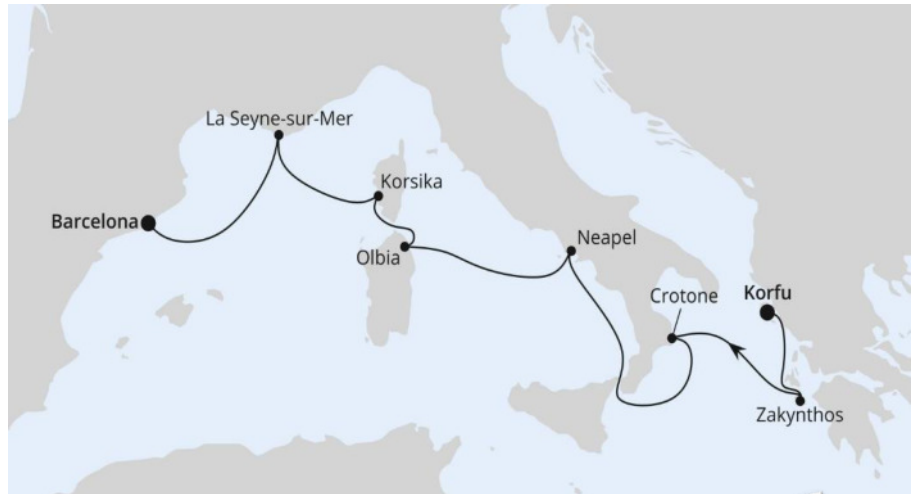 La Seyne-sur-Mer
Korsika
Barcelona
Olbia
Neapel
Crotone
Korfu
Zakynthos